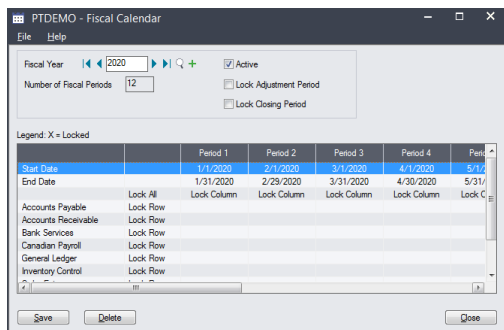 PTDEMO - Fiscal Calendar
File Help
Fiscal Year 2020 Active
Number of Fiscal Periods 12 Lock Adjustment Period
Lock Closing Period
Legend: X = Locked
Period 1 Period 2 Period 3 Period 4
Start Date 1/1/2020 2/1/2020 3/1/2020 4/1/2020
End Date 1/31/2020 2/29/2020 3/31/2020 4/30/2020 5/31/
Lock All Lock Column Lock Column Lock Column Lock Column Lock C
Accounts Payable Lock Row
Accounts Receivable Lock Row
Bank Services Lock Row
Canadian Payroll Lock Row
General Ledger Lock Row
Inventory Control Lock Row
Save Delete Close